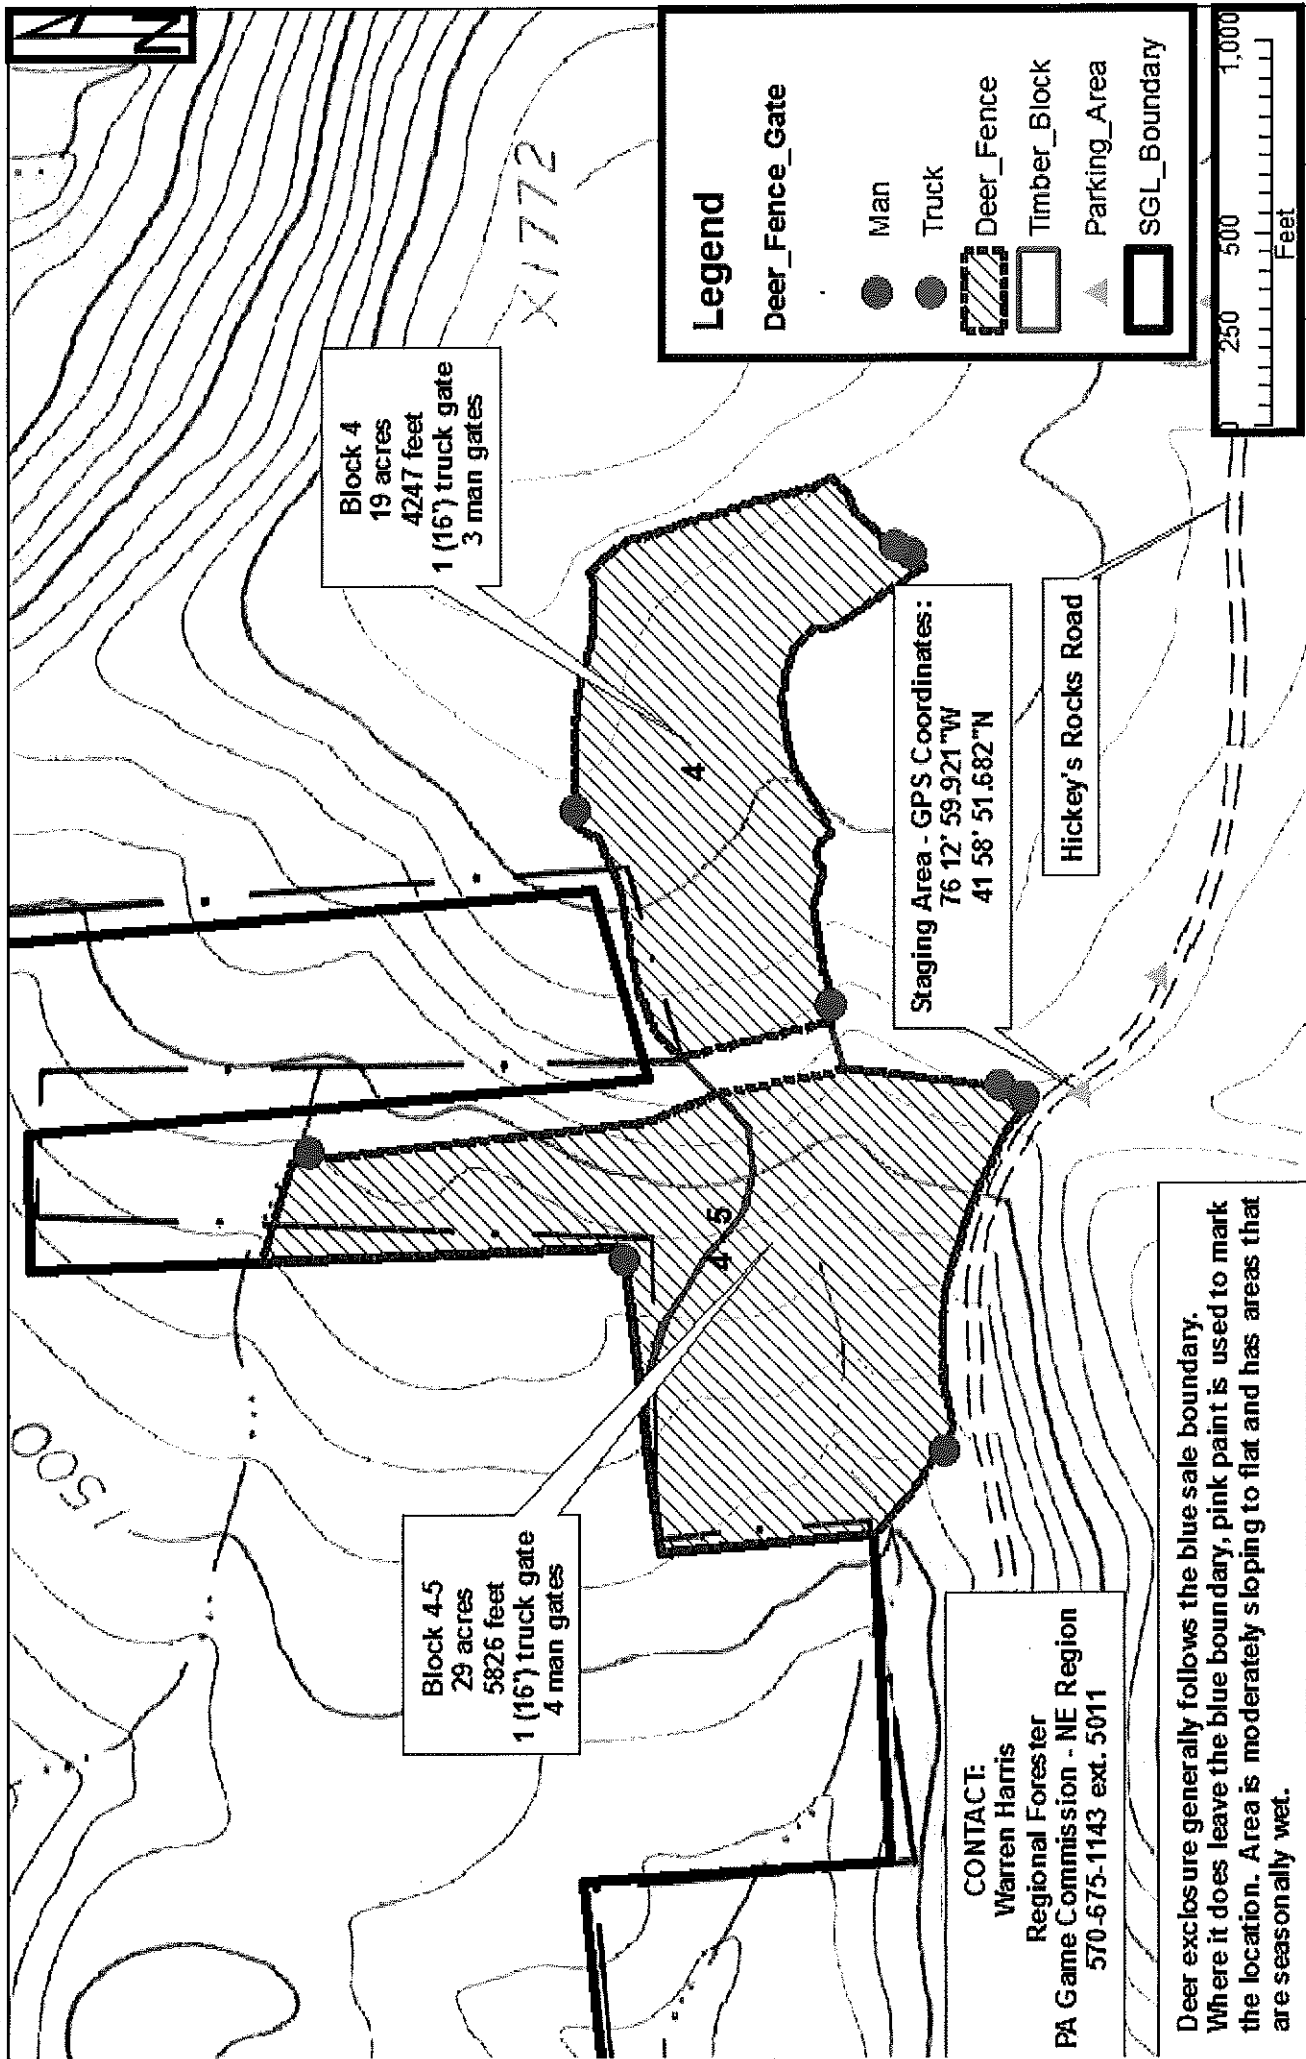 N
X1772
1500
Block 4
19 acres
4247 feet
1 (16') truck gate
3 man gates
Block 4-5
29 acres
5826 feet
1 (16') truck gate
4 man gates
4
4
5
Staging Area - GPS Coordinates:
76 12' 59.921"W
41 58' 51.682"N
Hickey's Rocks Road
CONTACT:
Warren Harris
Regional Forester
PA Game Commission - NE Region
570-675-1143 ext. 5011
Deer exclosure generally follows the blue sale boundary.
Where it does leave the blue boundary, pink paint is used to mark
the location. Area is moderately sloping to flat and has areas that
are seasonally wet.
Legend
Deer_Fence_Gate
Man
Truck
Deer_Fence
Timber_Block
Parking_Area
SGL_Boundary
0 250 500 1,000
Feet